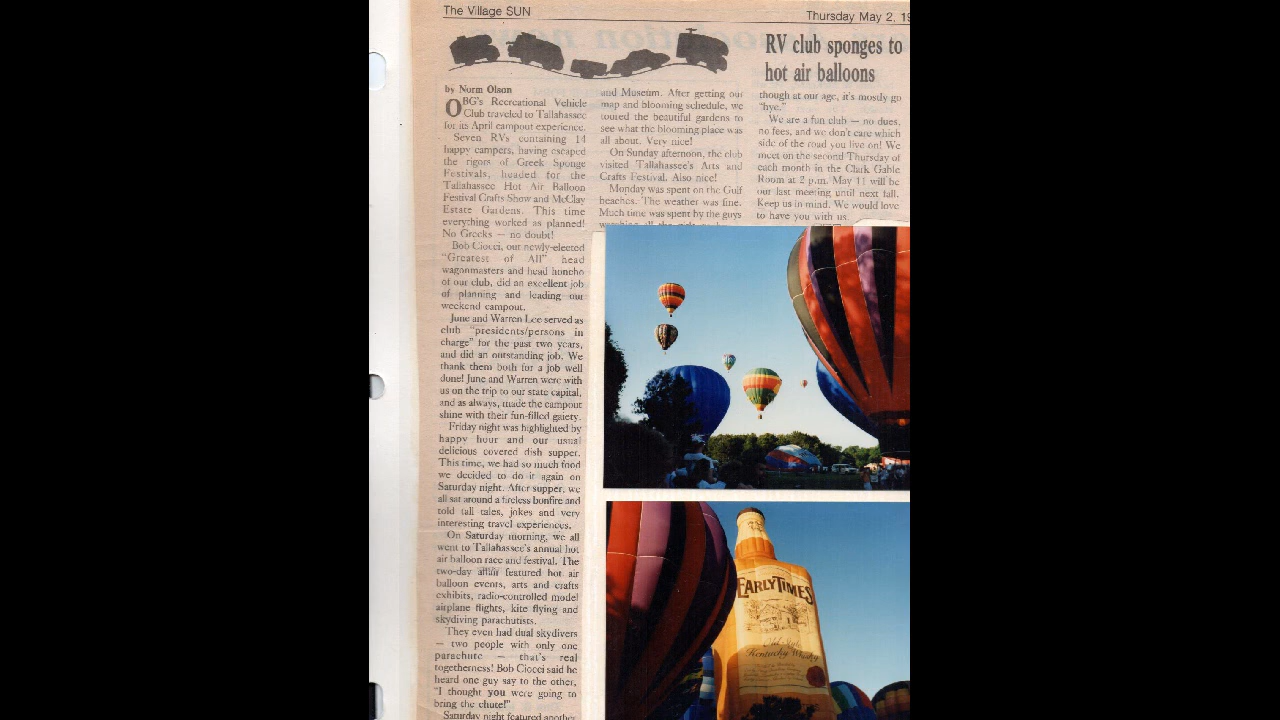 The Village SUN
Thursday May 2, 19
RV club sponges to
hot air balloons
by Norm Olson
OBG's Recreational Vehicle
Club traveled to Tallahassee
for its April campout experience.
Seven RVs containing 14
happy campers, having escaped
the rigors of Greek Sponge
Festivals, headed for the
Tallahassee Hot Air Balloon
Festival Crafts Show and McClay
Estate Gardens. This time
everything worked as planned!
No Greeks — no doubt!
Bob Ciocci, our newly-elected
"Greatest of All" head
wagonmasters and head honcho
of our club, did an excellent job
of planning and leading our
weekend campout.
June and Warren Lee served as
club "presidents/persons in
charge" for the past two years,
and did an outstanding job. We
thank them both for a job well
done! June and Warren were with
us on the trip to our state capital,
and as always, made the campout
shine with their fun-filled gaiety.
Friday night was highlighted by
happy hour and our usual
delicious covered dish supper.
This time, we had so much food
we decided to do it again on
Saturday night. After supper, we
all sat around a fireless bonfire and
told tall tales, jokes and very
interesting travel experiences.
On Saturday morning, we all
went to Tallahassee's annual hot
air balloon race and festival. The
two-day affair featured hot air
balloon events, arts and crafts
exhibits, radio-controlled model
airplane flights, kite flying and
skydiving parachutists.
They even had dual skydivers
— two people with only one
parachute — that's real
togetherness! Bob Ciocci said he
heard one guy say to the other,
"I thought you were going to
bring the chute!"
Saturday night featured another
and Museum. After getting our
map and blooming schedule, we
toured the beautiful gardens to
see what the blooming place was
all about. Very nice!
On Sunday afternoon, the club
visited Tallahassee's Arts and
Crafts Festival. Also nice!
Monday was spent on the Gulf
beaches. The weather was fine.
Much time was spent by the guys
though at our age, it's mostly go
"bye."
We are a fun club — no dues,
no fees, and we don't care which
side of the road you live on! We
meet on the second Thursday of
each month in the Clark Gable
Room at 2 p.m. May 11 will be
our last meeting until next fall.
Keep us in mind. We would love
to have you with us.
EARLY TIMES
Old Style
Kentucky Whisky